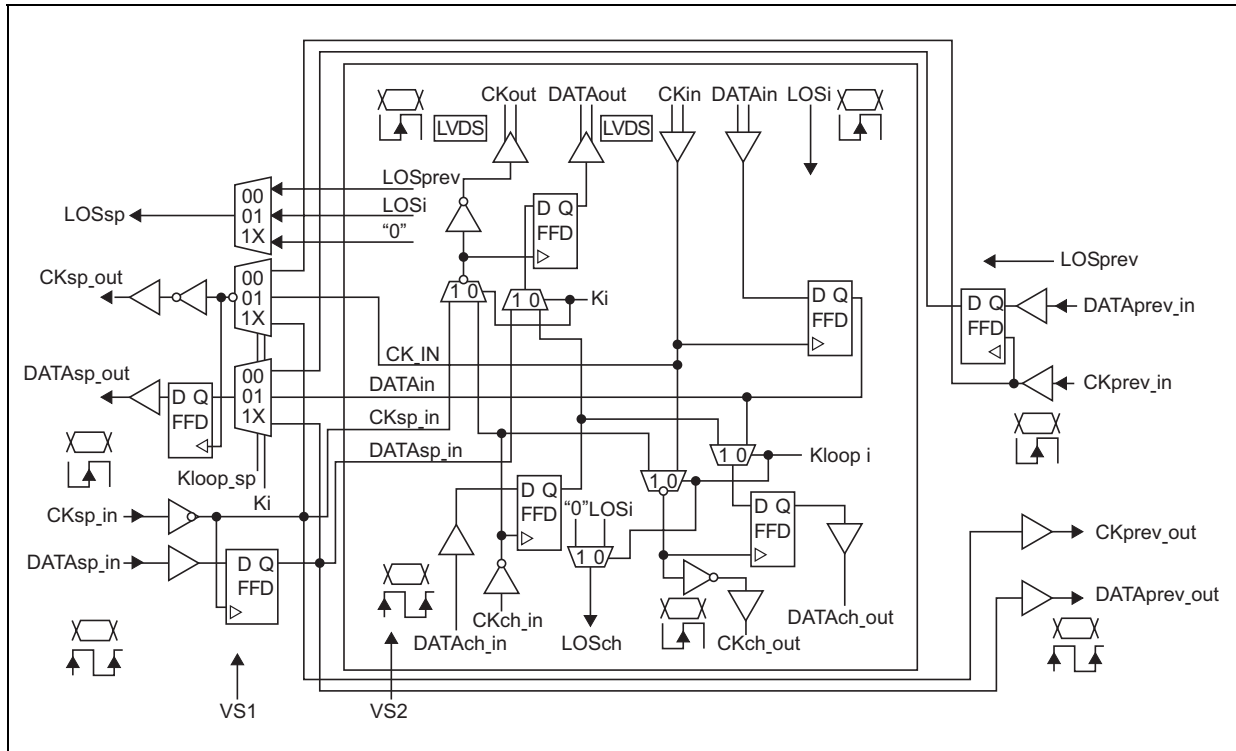 CKout DATAout CKin DATAin LOSi
LVDS LVDS
LOSprev
00
01
1X
LOSi
LOSsp
"0"
D Q
FFD
LOSprev
CKsp_out
00
01
1X
1 0
1 0
Ki
D Q
FFD
D Q
FFD
DATAprev_in
CK_IN
DATAsp_out
00
01
1X
DATAin
CKprev_in
D Q
FFD
CKsp_in
DATAsp_in
1 0
Kloop i
Kloop_sp
1 0
Ki
CKsp_in
D Q
FFD
"0" LOSi
D Q
FFD
CKprev_out
DATAsp_in
D Q
FFD
1 0
DATAprev_out
CKch_in
DATAch_out
DATAch_in
LOSch
CKch_out
VS1
VS2